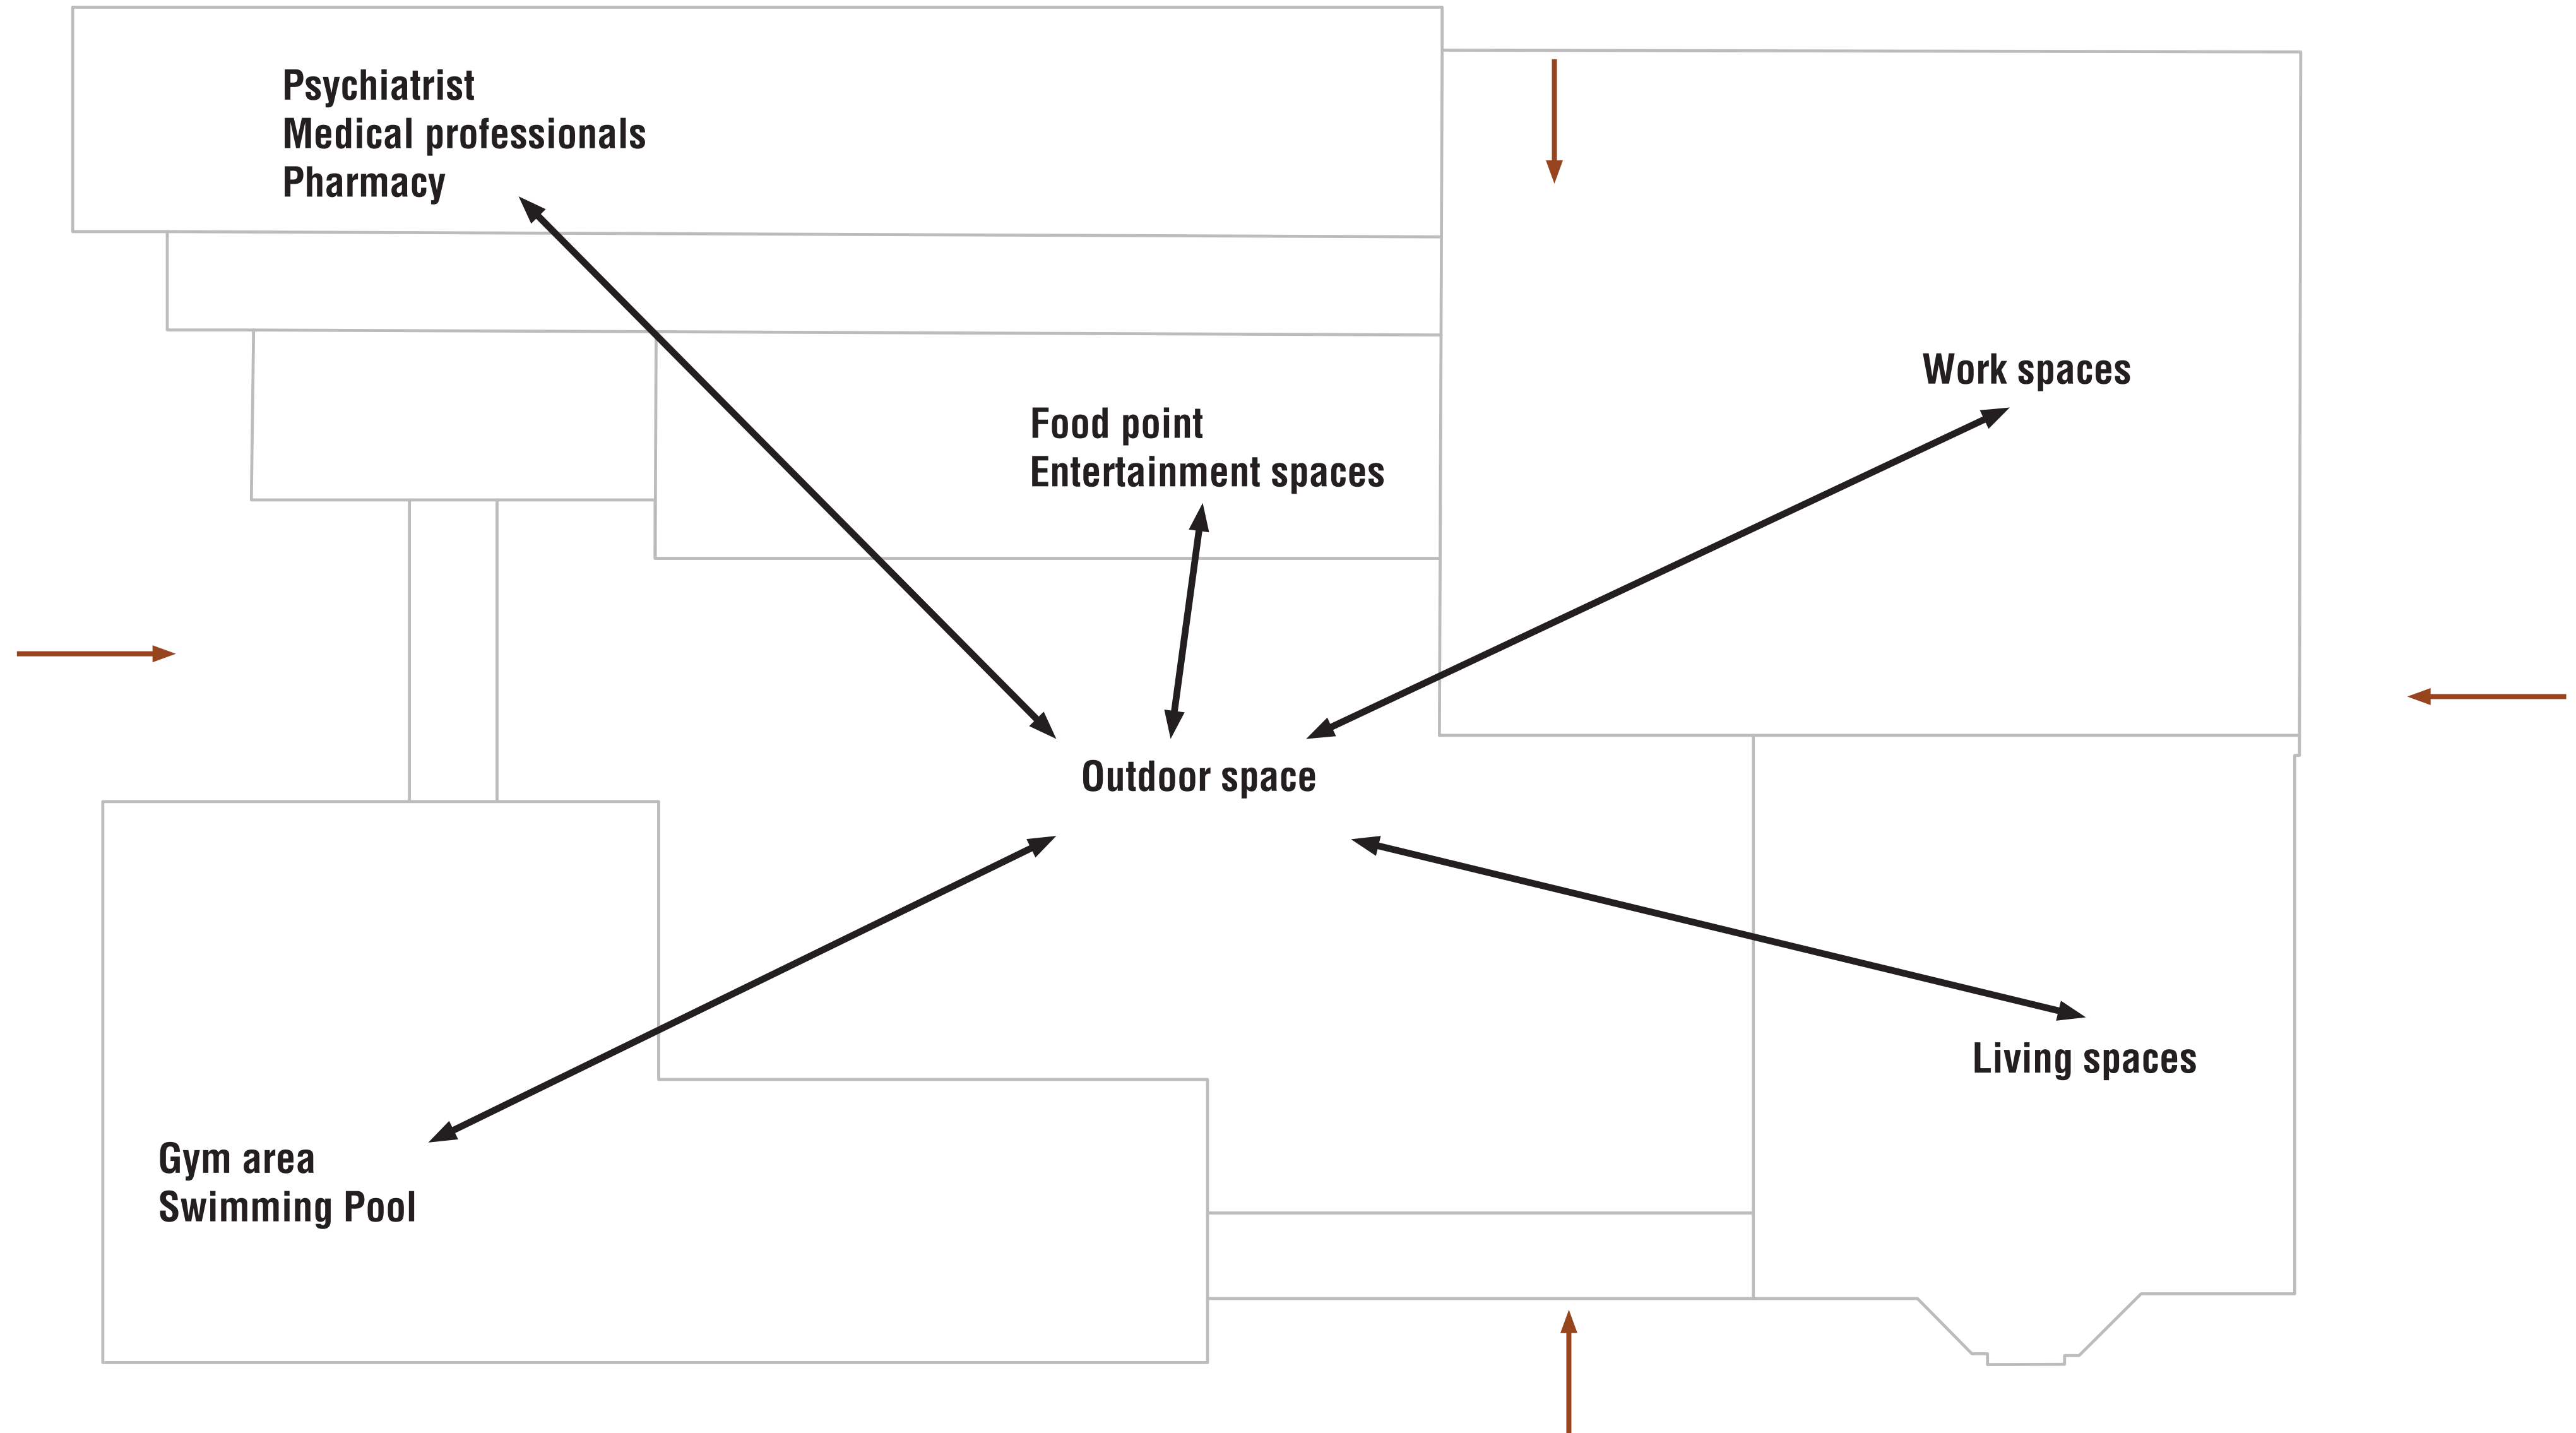 Psychiatrist
Medical professionals
Pharmacy
Work spaces
Food point
Entertainment spaces
Outdoor space
Living spaces
Gym area
Swimming Pool